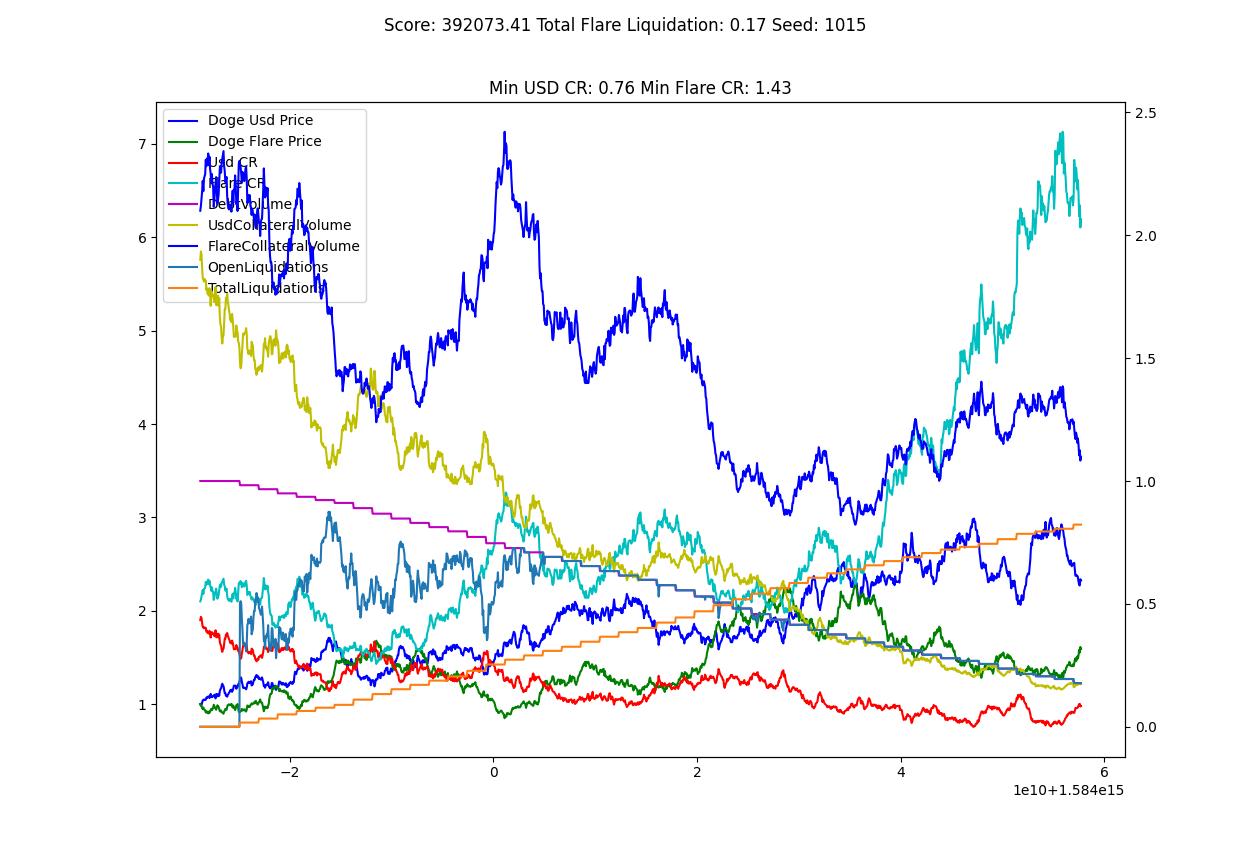 Score: 392073.41 Total Flare Liquidation: 0.17 Seed: 1015
Min USD CR: 0.76 Min Flare CR: 1.43
Doge Usd Price
Doge Flare Price
Usd CR
Flare CR
DebtVolume
UsdCollateralVolume
FlareCollateralVolume
OpenLiquidations
TotalLiquidations
7
6
5
4
3
2
1
2.5
2.0
1.5
1.0
0.5
0.0
−2
0
2
4
6
1e10+1.584e15